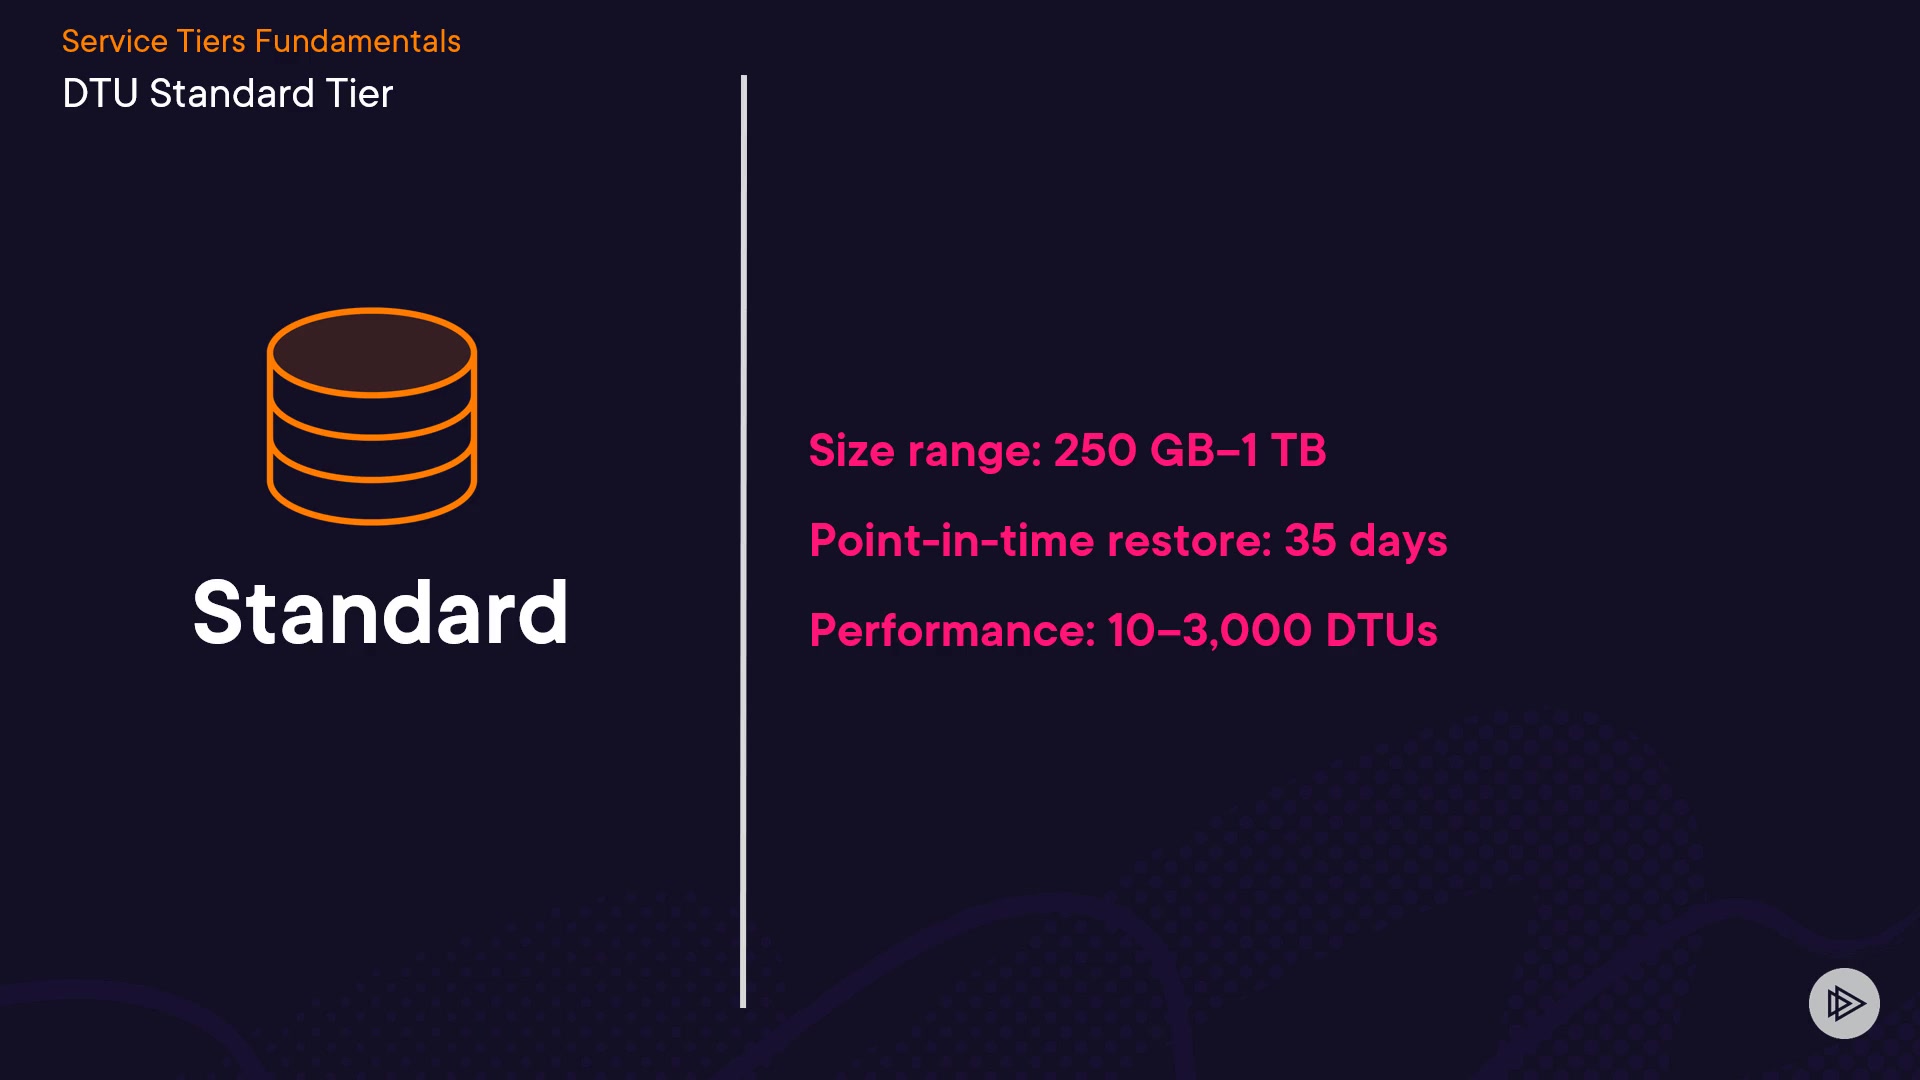 Service Tiers Fundamentals
DTU Standard Tier
Standard
Size range: 250 GB–1 TB
Point-in-time restore: 35 days
Performance: 10–3,000 DTUs